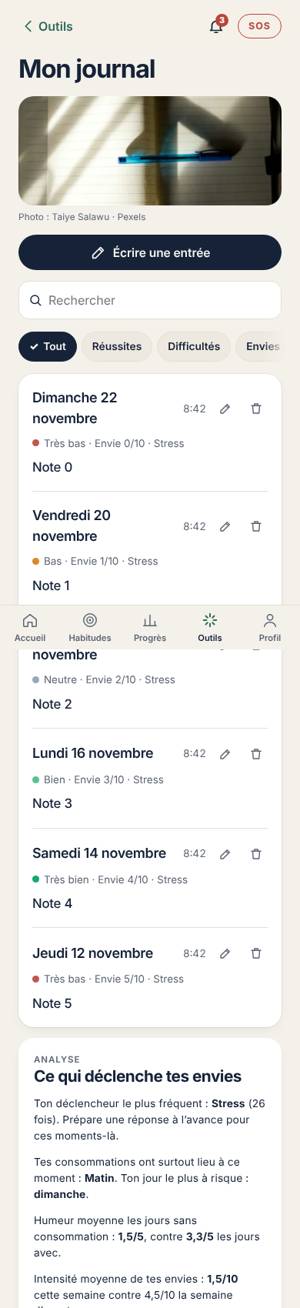 Outils
3
SOS
Mon journal
Photo : Taiye Salawu · Pexels
Écrire une entrée
Rechercher
Tout
Réussites
Difficultés
Envies
Dimanche 22
novembre
8:42
Très bas · Envie 0/10 · Stress
Note 0
Vendredi 20
novembre
8:42
Bas · Envie 1/10 · Stress
Note 1
Accueil
Habitudes
Progrès
Outils
Profil
novembre
Neutre · Envie 2/10 · Stress
Note 2
Lundi 16 novembre
8:42
Bien · Envie 3/10 · Stress
Note 3
Samedi 14 novembre
8:42
Très bien · Envie 4/10 · Stress
Note 4
Jeudi 12 novembre
8:42
Très bas · Envie 5/10 · Stress
Note 5
ANALYSE
Ce qui déclenche tes envies
Ton déclencheur le plus fréquent : Stress (26
fois). Prépare une réponse à l’avance pour
ces moments-là.
Tes consommations ont surtout lieu à ce
moment : Matin. Ton jour le plus à risque :
dimanche.
Humeur moyenne les jours sans
consommation : 1,5/5, contre 3,3/5 les jours
avec.
Intensité moyenne de tes envies : 1,5/10
cette semaine contre 4,5/10 la semaine